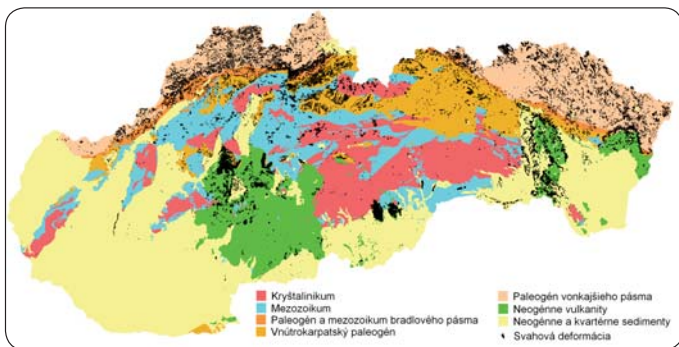 Kryštalinikum
Mezozoikum
Paleogén a mezozoikum bradlového pásma
Vnútrokarpatský paleogén
Paleogén vonkajšieho pásma
Neogénne vulkanity
Neogénne a kvartérne sedimenty
Svahová deformácia